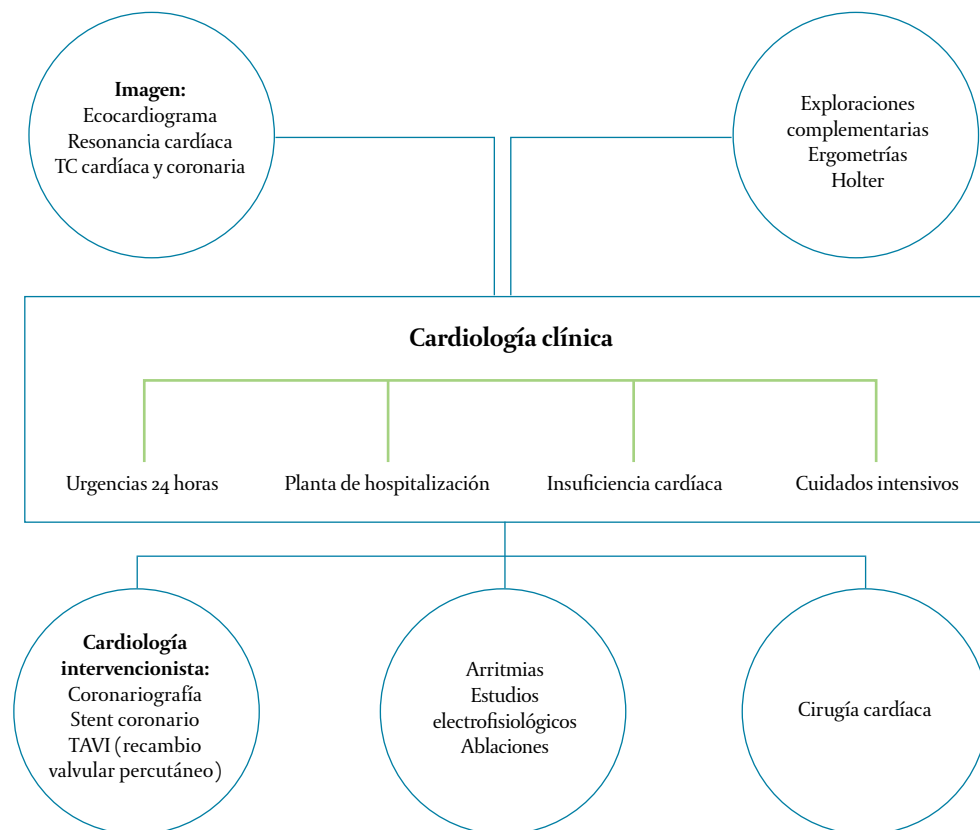 Imagen:
Ecocardiograma
Resonancia cardíaca
TC cardíaca y coronaria
Exploraciones
complementarias
Ergometrías
Holter
Cardiología clínica
Urgencias 24 horas
Planta de hospitalización
Insuficiencia cardíaca
Cuidados intensivos
Cardiología
intervencionista:
Coronariografía
Stent coronario
TAVI (recambio
valvular percutáneo)
Arritmias
Estudios
electrofisiológicos
Ablaciones
Cirugía cardíaca